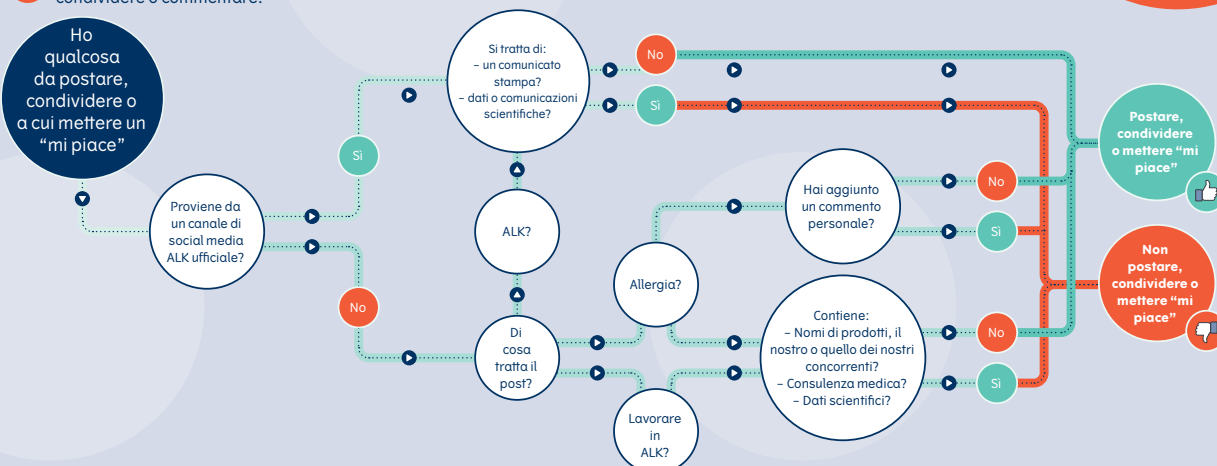 condividere o commentare.
Ho
qualcosa
da postare,
condividere o
a cui mettere un
“mi piace”
Proviene da
un canale di
social media
ALK ufficiale?
Sì
No
Si tratta di:
– un comunicato
stampa?
– dati o comunicazioni
scientifiche?
No
Sì
ALK?
Di
cosa
tratta il
post?
Allergia?
Lavorare
in
ALK?
Hai aggiunto
un commento
personale?
No
Sì
Contiene:
– Nomi di prodotti, il
nostro o quello dei nostri
concorrenti?
– Consulenza medica?
– Dati scientifici?
No
Sì
Postare,
condividere
o mettere “mi
piace”
Non
postare,
condividere o
mettere “mi
piace”